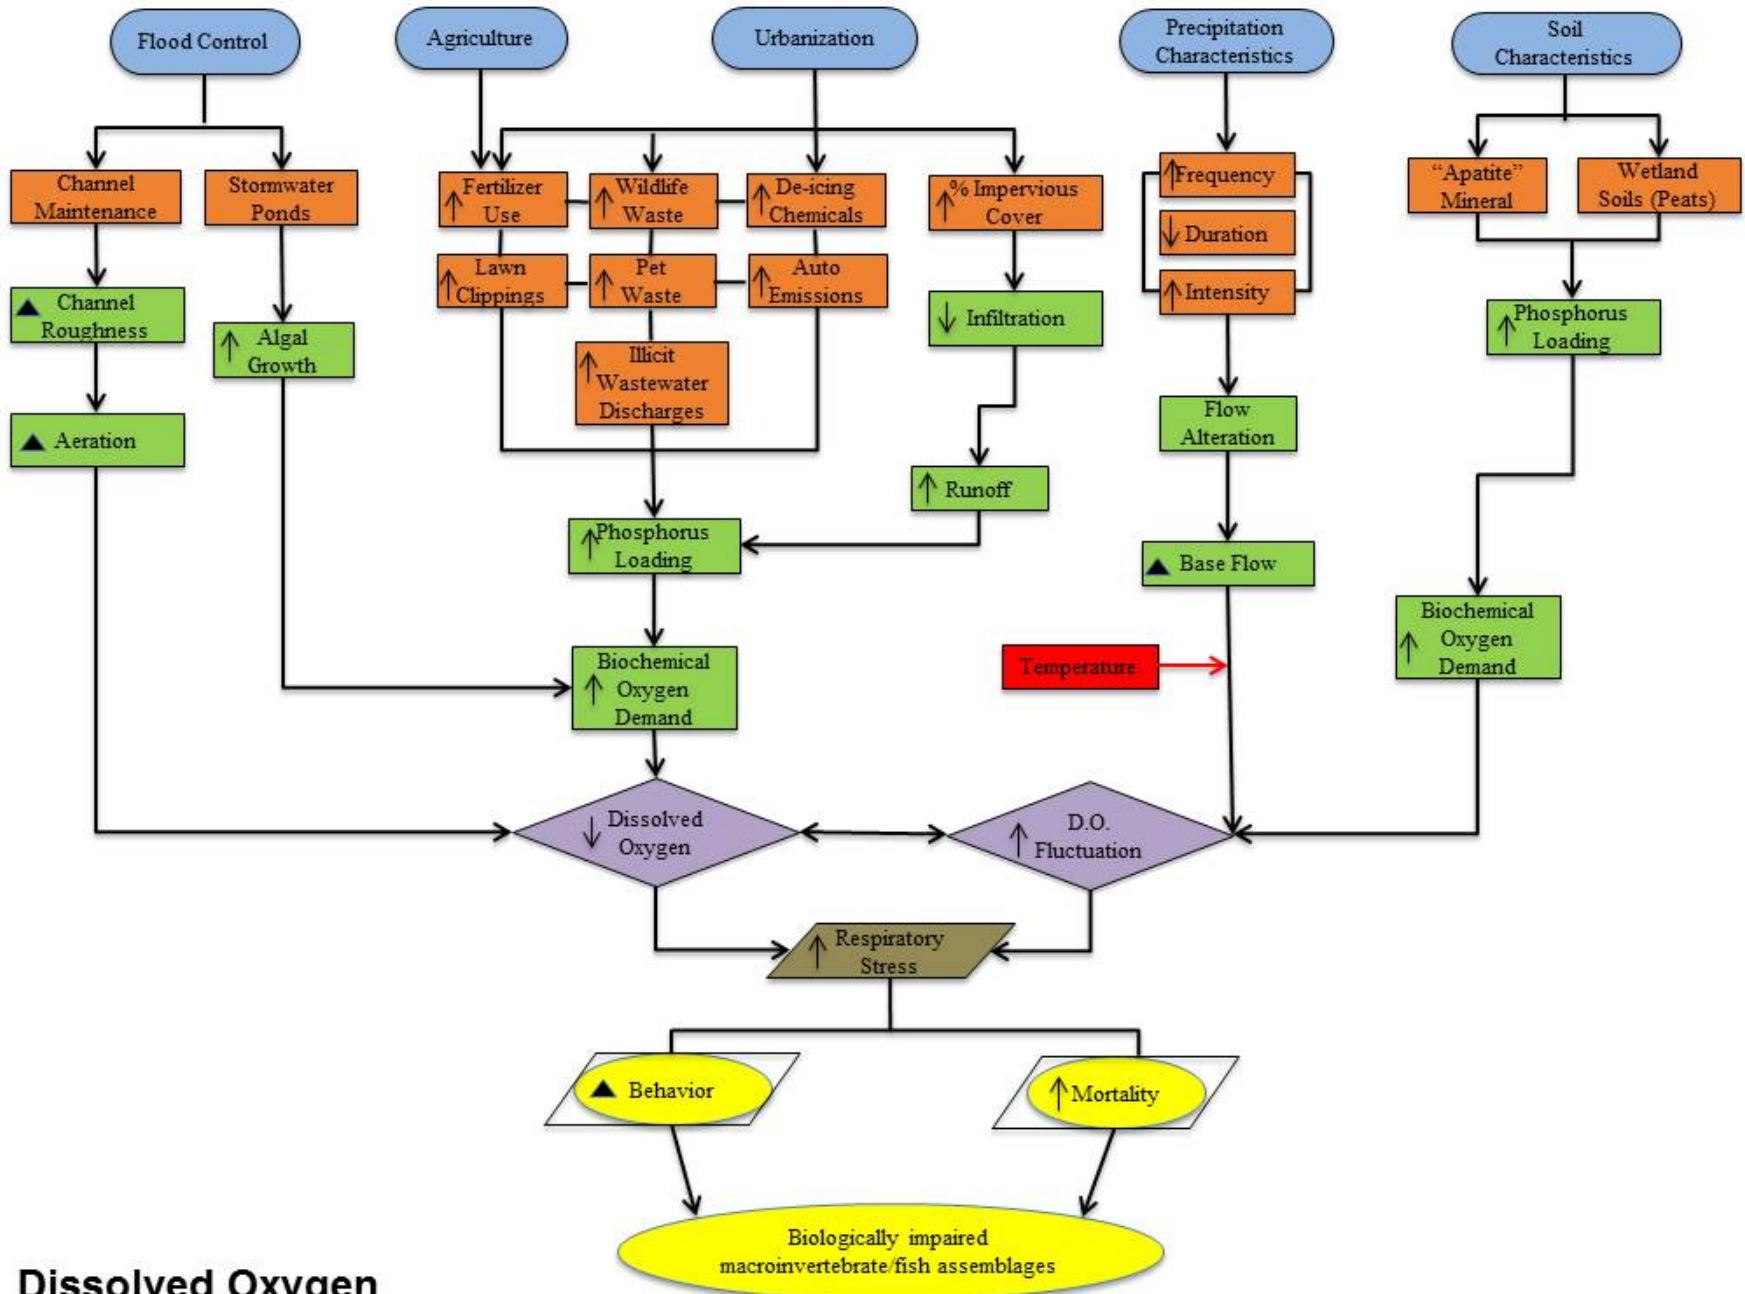 Flood Control
Agriculture
Urbanization
Precipitation
Characteristics
Soil
Characteristics
Channel
Maintenance
Stormwater
Ponds
Fertilizer
Use
Wildlife
Waste
De-icing
Chemicals
% Impervious
Cover
Frequency
Duration
Intensity
“Apatite”
Mineral
Wetland
Soils (Peats)
Lawn
Clippings
Pet
Waste
Auto
Emissions
Channel
Roughness
Algal
Growth
Illicit
Wastewater
Discharges
Infiltration
Phosphorus
Loading
Aeration
Flow
Alteration
Runoff
Phosphorus
Loading
Base Flow
Biochemical
Oxygen
Demand
Temperature
Biochemical
Oxygen
Demand
Dissolved
Oxygen
D.O.
Fluctuation
Respiratory
Stress
Behavior
Mortality
Biologically impaired
macroinvertebrate/fish assemblages
Dissolved Oxygen